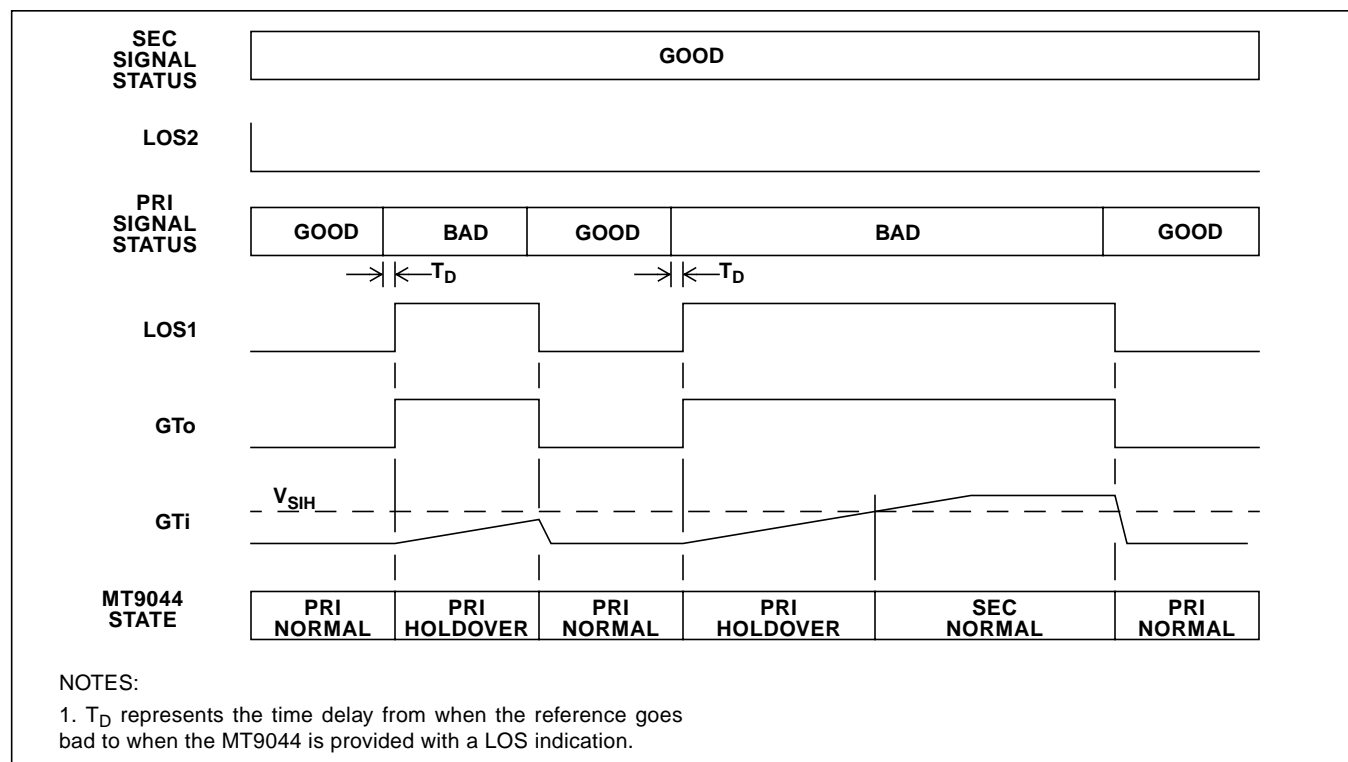 SEC
SIGNAL
STATUS
GOOD
LOS2
PRI
SIGNAL
STATUS
GOOD BAD GOOD BAD GOOD
TD TD
LOS1
GTo
VSIH
GTi
MT9044
STATE
PRI
NORMAL
PRI
HOLDOVER
PRI
NORMAL
PRI
HOLDOVER
SEC
NORMAL
PRI
NORMAL
NOTES:
1. TD represents the time delay from when the reference goes
bad to when the MT9044 is provided with a LOS indication.